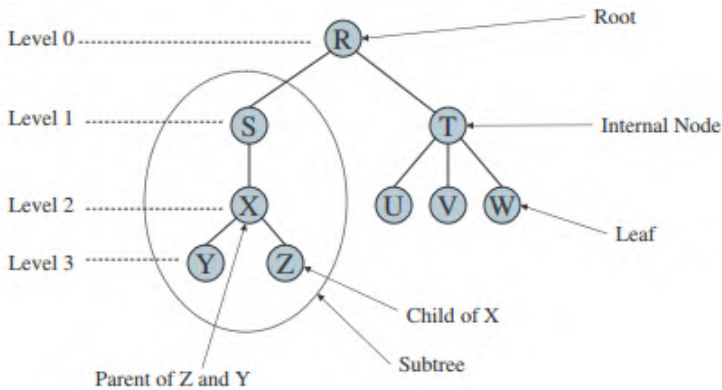 Root
Level 0 R
Level 1 S T Internal Node
Level 2 X U V W
Leaf
Level 3 Y Z
Child of X
Subtree
Parent of Z and Y